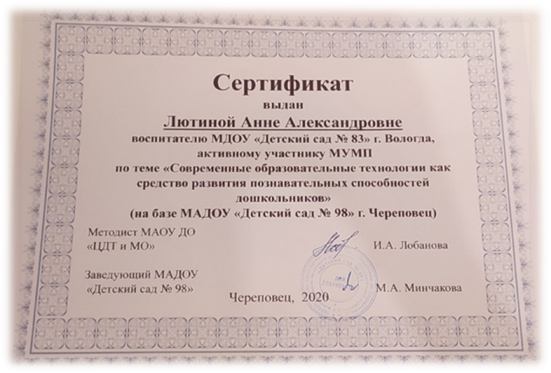 Сертификат
выдан
Лютиной Анне Александровне
воспитателю МДОУ «Детский сад № 83» г. Вологда,
активному участнику МУМП
по теме «Современные образовательные технологии как
средство развития познавательных способностей
дошкольников»
(на базе МАДОУ «Детский сад № 98» г. Череповец)
Методист МАОУ ДО
«ЦДТ и МО»
И.А. Лобанова
Заведующий МАДОУ
«Детский сад № 98»
М.А. Минчакова
Череповец, 2020